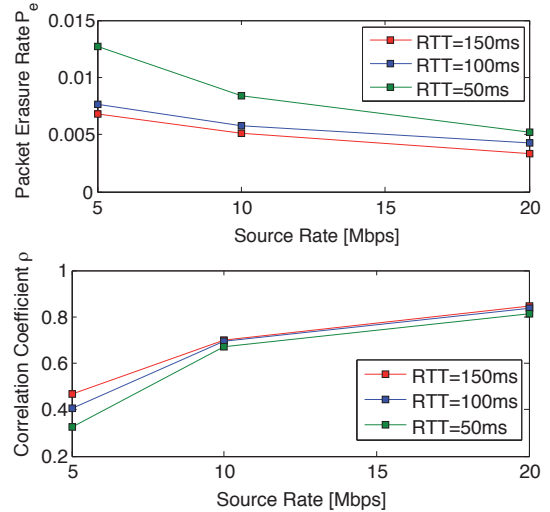 Packet Erasure Rate P_e
0.015
0.01
0.005
0
5
10
15
20
Source Rate [Mbps]
RTT=150ms
RTT=100ms
RTT=50ms
Correlation Coefficient ρ
1
0.8
0.6
0.4
0.2
5
10
15
20
Source Rate [Mbps]
RTT=150ms
RTT=100ms
RTT=50ms